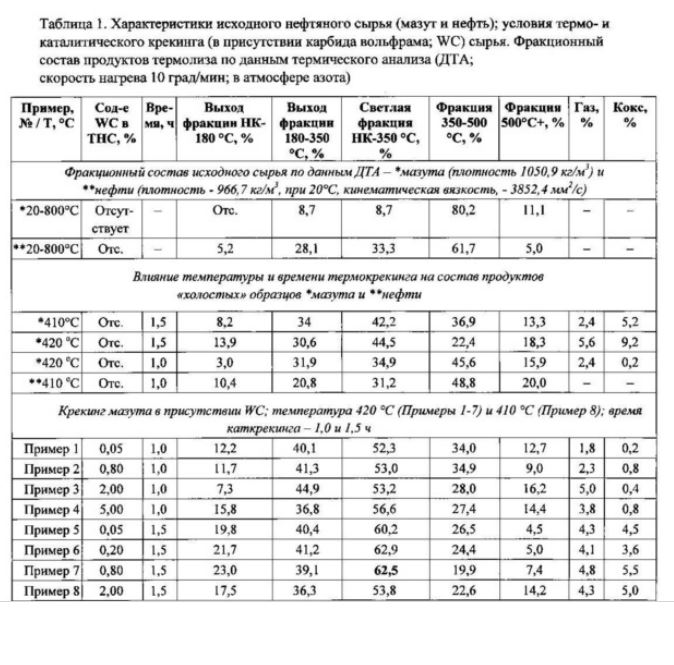 Таблица 1. Характеристики исходного нефтяного сырья (мазут и нефть); условия термо- и
каталитического крекинга (в присутствии карбида вольфрама; WC) сырья. Фракционный
состав продуктов термолиза по данным термического анализа (ДТА;
скорость нагрева 10 град/мин; в атмосфере азота)
Пример, № / Т, °С | Сод-е WC в ТНС, % | Вре-мя, ч | Выход фракции НК-180 °С, % | Выход фракции 180-350 °С, % | Светлая фракция НК-350 °С, % | Фракция 350-500 °С, % | Фракция 500°С+, % | Газ, % | Кокс, %
Фракционный состав исходного сырья по данным ДТА – *мазута (плотность 1050,9 кг/м³) и
**нефти (плотность - 966,7 кг/м³, при 20°С, кинематическая вязкость, - 3852,4 мм²/с)
*20-800°С | Отсут-ствует | – | Отс. | 8,7 | 8,7 | 80,2 | 11,1 | – | –
**20-800°С | Отс. | – | 5,2 | 28,1 | 33,3 | 61,7 | 5,0 | – | –
Влияние температуры и времени термокрекинга на состав продуктов
«холостых» образцов *мазута и **нефти
*410°С | Отс. | 1,5 | 8,2 | 34 | 42,2 | 36,9 | 13,3 | 2,4 | 5,2
*420 °С | Отс. | 1,5 | 13,9 | 30,6 | 44,5 | 22,4 | 18,3 | 5,6 | 9,2
*420 °С | Отс. | 1,0 | 3,0 | 31,9 | 34,9 | 45,6 | 15,9 | 2,4 | 0,2
**410 °С | Отс. | 1,0 | 10,4 | 20,8 | 31,2 | 48,8 | 20,0 | – | –
Крекинг мазута в присутствии WC; температура 420 °С (Примеры 1-7) и 410 °С (Пример 8); время
каткрекинга – 1,0 и 1,5 ч
Пример 1 | 0,05 | 1,0 | 12,2 | 40,1 | 52,3 | 34,0 | 12,7 | 1,8 | 0,2
Пример 2 | 0,80 | 1,0 | 11,7 | 41,3 | 53,0 | 34,9 | 9,0 | 2,3 | 0,8
Пример 3 | 2,00 | 1,0 | 7,3 | 44,9 | 53,2 | 28,0 | 16,2 | 5,0 | 0,4
Пример 4 | 5,00 | 1,0 | 15,8 | 36,8 | 56,6 | 27,4 | 14,4 | 3,8 | 0,8
Пример 5 | 0,05 | 1,5 | 19,8 | 40,4 | 60,2 | 26,5 | 4,5 | 4,3 | 4,5
Пример 6 | 0,20 | 1,5 | 21,7 | 41,2 | 62,9 | 24,4 | 5,0 | 4,1 | 3,6
Пример 7 | 0,80 | 1,5 | 23,0 | 39,1 | 62,5 | 19,9 | 7,4 | 4,8 | 5,5
Пример 8 | 2,00 | 1,5 | 17,5 | 36,3 | 53,8 | 22,6 | 14,2 | 4,3 | 5,0